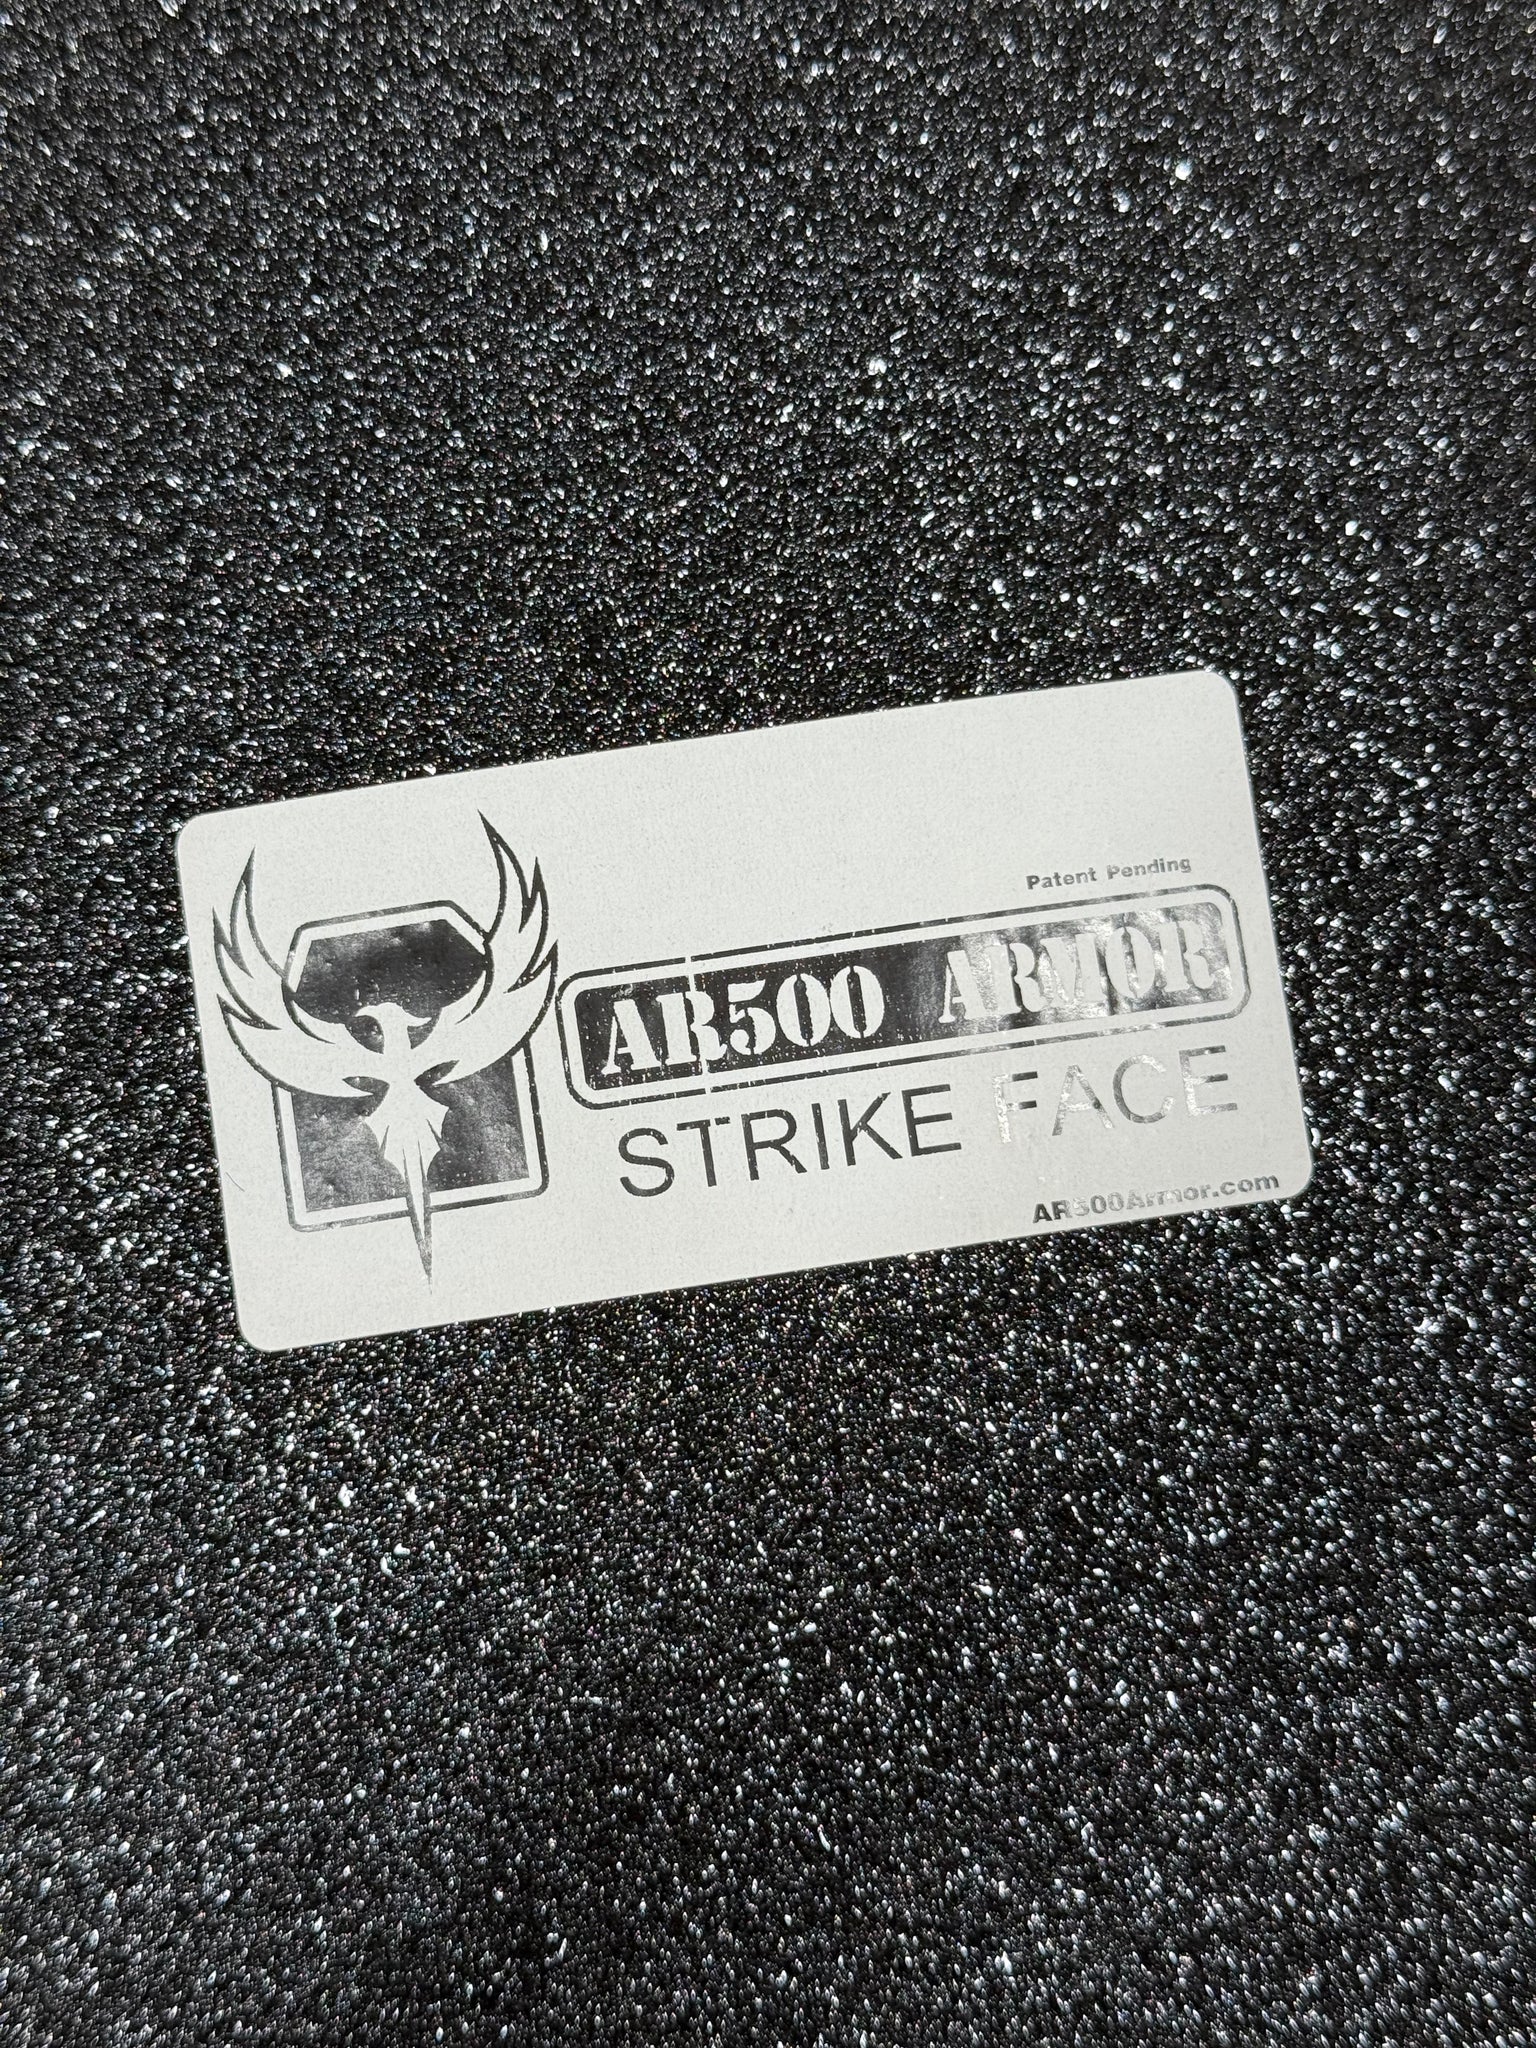 Patent Pending
AR500 ARMOR
STRIKE FACE
AR500Armor.com